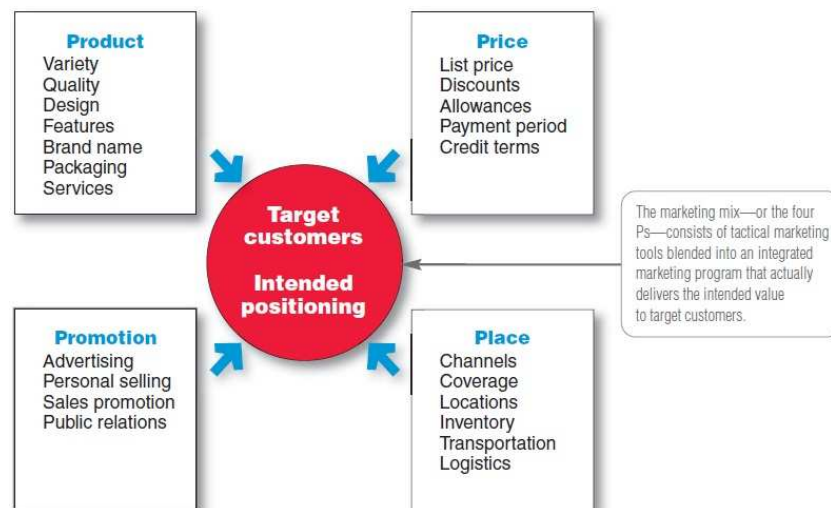 Product
Variety
Quality
Design
Features
Brand name
Packaging
Services
Price
List price
Discounts
Allowances
Payment period
Credit terms
Target
customers
Intended
positioning
The marketing mix—or the four
Ps—consists of tactical marketing
tools blended into an integrated
marketing program that actually
delivers the intended value
to target customers.
Promotion
Advertising
Personal selling
Sales promotion
Public relations
Place
Channels
Coverage
Locations
Inventory
Transportation
Logistics